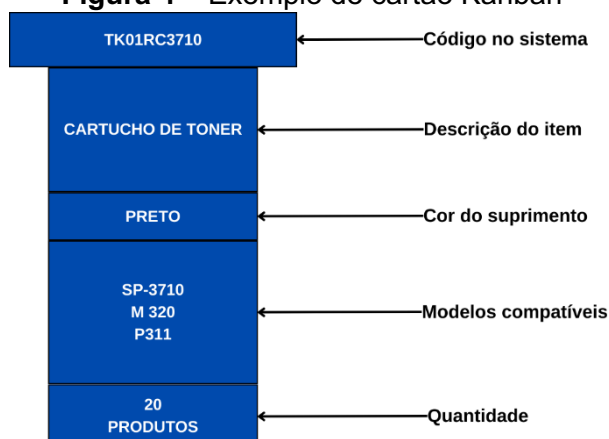 Figura 1 – Exemplo de cartão Kanban
TK01RC3710
Código no sistema
CARTUCHO DE TONER
Descrição do item
PRETO
Cor do suprimento
SP-3710
M 320
P311
Modelos compatíveis
20
PRODUTOS
Quantidade